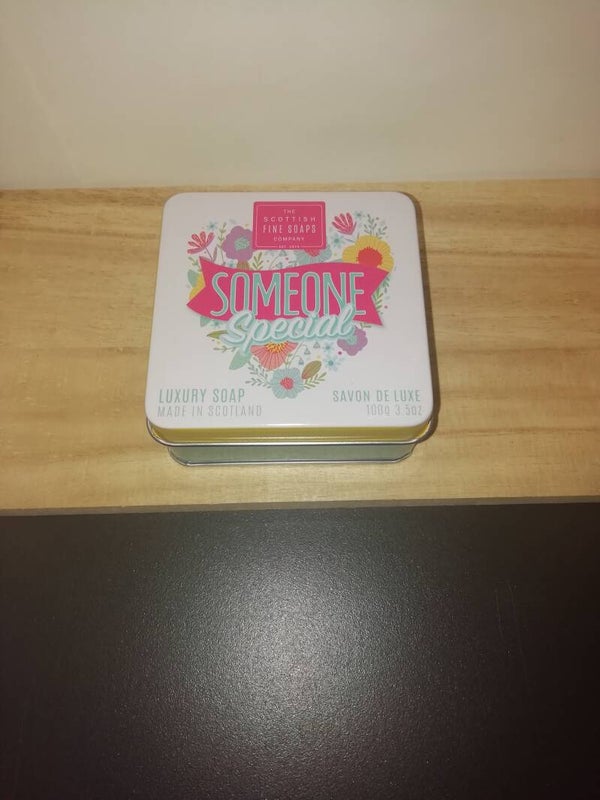 THE
SCOTTISH
FINE SOAPS
COMPANY
SOMEONE
Special
LUXURY SOAP
MADE IN SCOTLAND
SAVON DE LUXE
100g 3.5oz